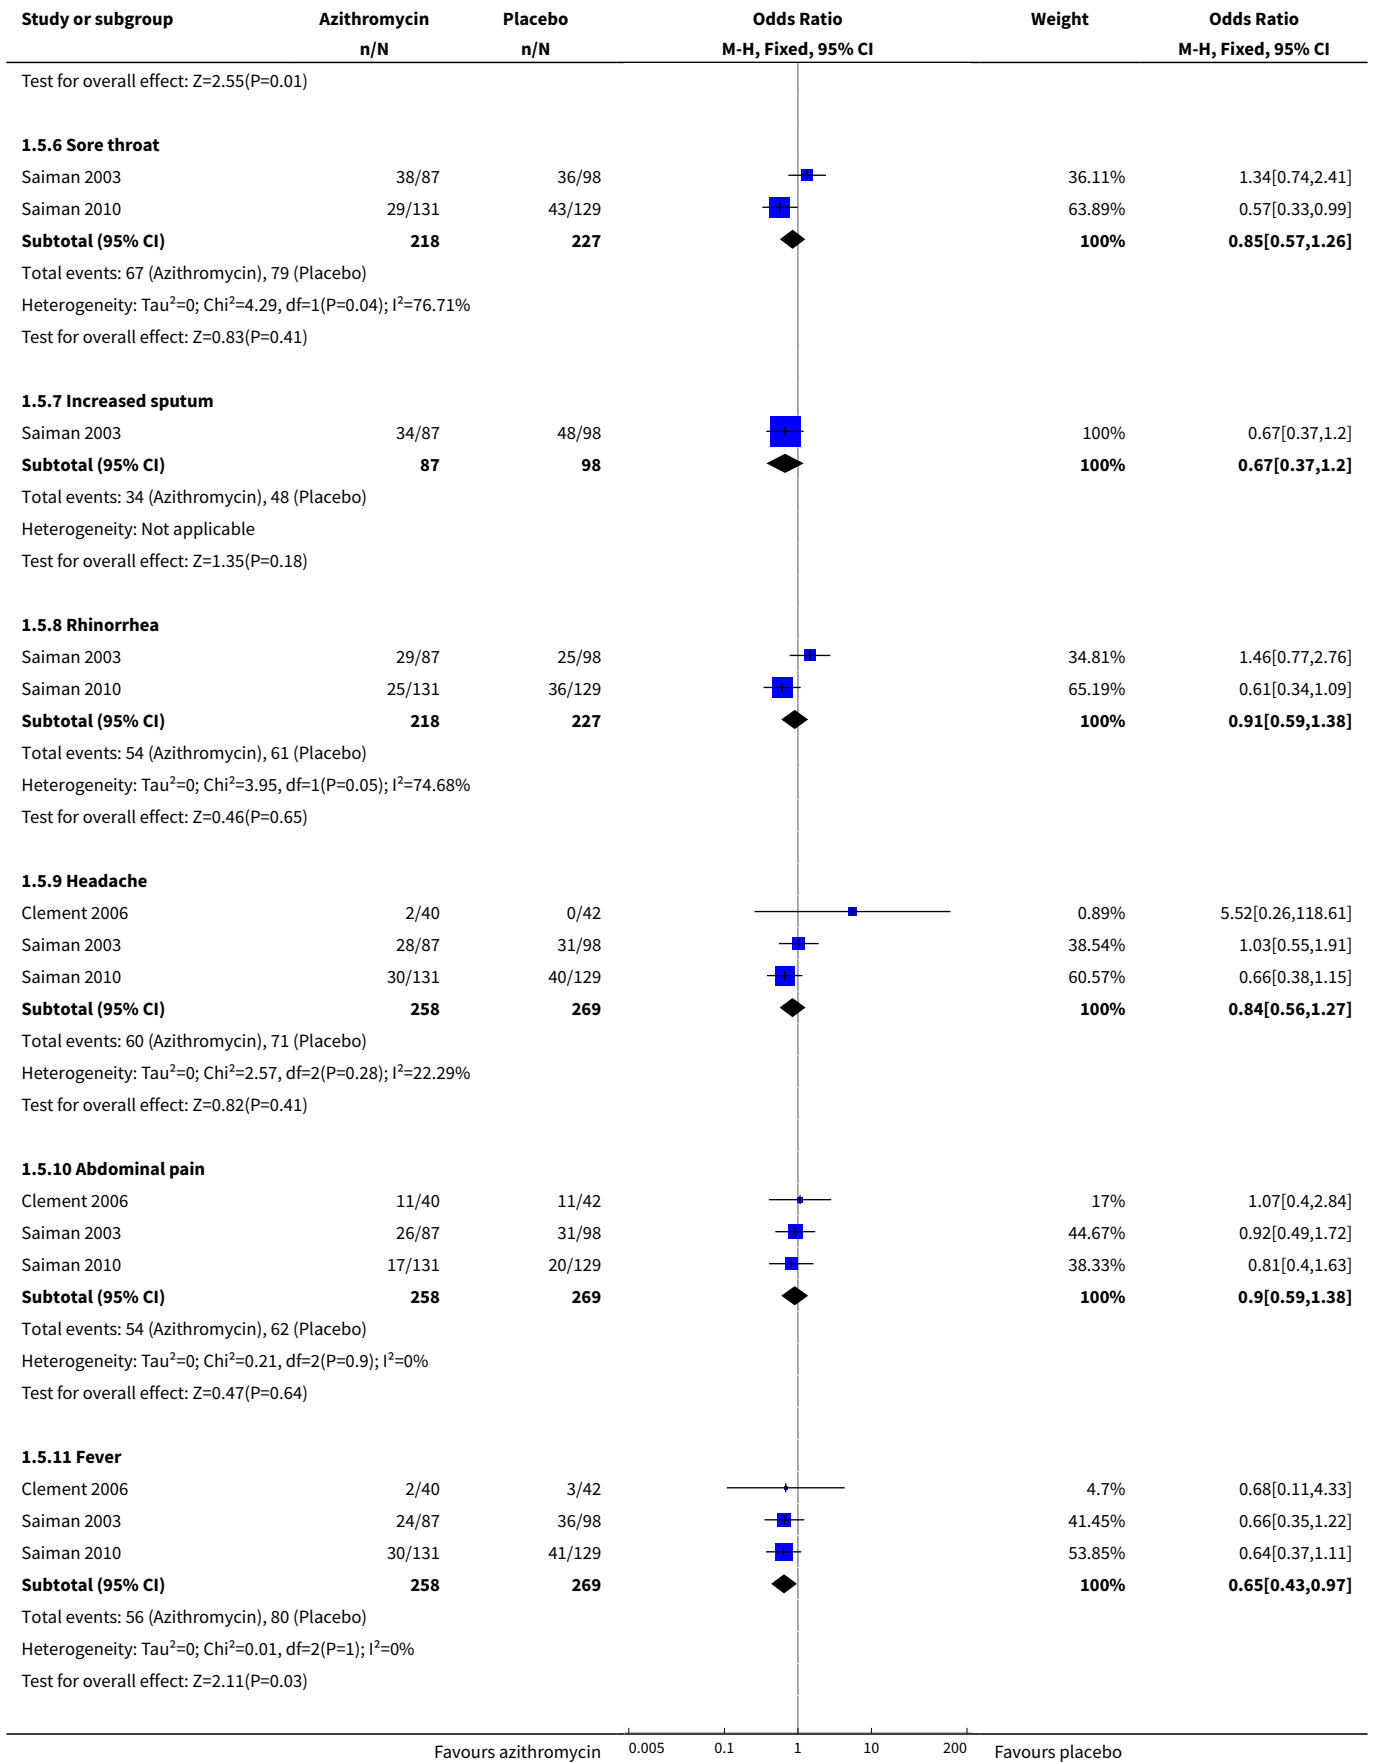 Study or subgroup Azithromycin Placebo Odds Ratio Weight Odds Ratio
n/N n/N M-H, Fixed, 95% CI M-H, Fixed, 95% CI
Test for overall effect: Z=2.55(P=0.01)
1.5.6 Sore throat
Saiman 2003 38/87 36/98 36.11% 1.34[0.74,2.41]
Saiman 2010 29/131 43/129 63.89% 0.57[0.33,0.99]
Subtotal (95% CI) 218 227 100% 0.85[0.57,1.26]
Total events: 67 (Azithromycin), 79 (Placebo)
Heterogeneity: Tau²=0; Chi²=4.29, df=1(P=0.04); I²=76.71%
Test for overall effect: Z=0.83(P=0.41)
1.5.7 Increased sputum
Saiman 2003 34/87 48/98 100% 0.67[0.37,1.2]
Subtotal (95% CI) 87 98 100% 0.67[0.37,1.2]
Total events: 34 (Azithromycin), 48 (Placebo)
Heterogeneity: Not applicable
Test for overall effect: Z=1.35(P=0.18)
1.5.8 Rhinorrhea
Saiman 2003 29/87 25/98 34.81% 1.46[0.77,2.76]
Saiman 2010 25/131 36/129 65.19% 0.61[0.34,1.09]
Subtotal (95% CI) 218 227 100% 0.91[0.59,1.38]
Total events: 54 (Azithromycin), 61 (Placebo)
Heterogeneity: Tau²=0; Chi²=3.95, df=1(P=0.05); I²=74.68%
Test for overall effect: Z=0.46(P=0.65)
1.5.9 Headache
Clement 2006 2/40 0/42 0.89% 5.52[0.26,118.61]
Saiman 2003 28/87 31/98 38.54% 1.03[0.55,1.91]
Saiman 2010 30/131 40/129 60.57% 0.66[0.38,1.15]
Subtotal (95% CI) 258 269 100% 0.84[0.56,1.27]
Total events: 60 (Azithromycin), 71 (Placebo)
Heterogeneity: Tau²=0; Chi²=2.57, df=2(P=0.28); I²=22.29%
Test for overall effect: Z=0.82(P=0.41)
1.5.10 Abdominal pain
Clement 2006 11/40 11/42 17% 1.07[0.4,2.84]
Saiman 2003 26/87 31/98 44.67% 0.92[0.49,1.72]
Saiman 2010 17/131 20/129 38.33% 0.81[0.4,1.63]
Subtotal (95% CI) 258 269 100% 0.9[0.59,1.38]
Total events: 54 (Azithromycin), 62 (Placebo)
Heterogeneity: Tau²=0; Chi²=0.21, df=2(P=0.9); I²=0%
Test for overall effect: Z=0.47(P=0.64)
1.5.11 Fever
Clement 2006 2/40 3/42 4.7% 0.68[0.11,4.33]
Saiman 2003 24/87 36/98 41.45% 0.66[0.35,1.22]
Saiman 2010 30/131 41/129 53.85% 0.64[0.37,1.11]
Subtotal (95% CI) 258 269 100% 0.65[0.43,0.97]
Total events: 56 (Azithromycin), 80 (Placebo)
Heterogeneity: Tau²=0; Chi²=0.01, df=2(P=1); I²=0%
Test for overall effect: Z=2.11(P=0.03)
Favours azithromycin 0.005 0.1 1 10 200 Favours placebo